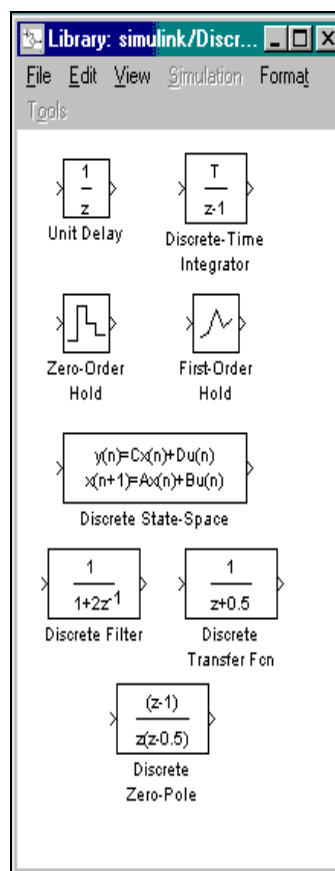 Library: simulink/Discr...
File Edit View Simulation Format
Tools
1
z
Unit Delay
T
z-1
Discrete-Time
Integrator
Zero-Order
Hold
First-Order
Hold
y(n)=Cx(n)+Du(n)
x(n+1)=Ax(n)+Bu(n)
Discrete State-Space
1
1+2z-1
Discrete Filter
1
z+0.5
Discrete
Transfer Fcn
(z-1)
z(z-0.5)
Discrete
Zero-Pole